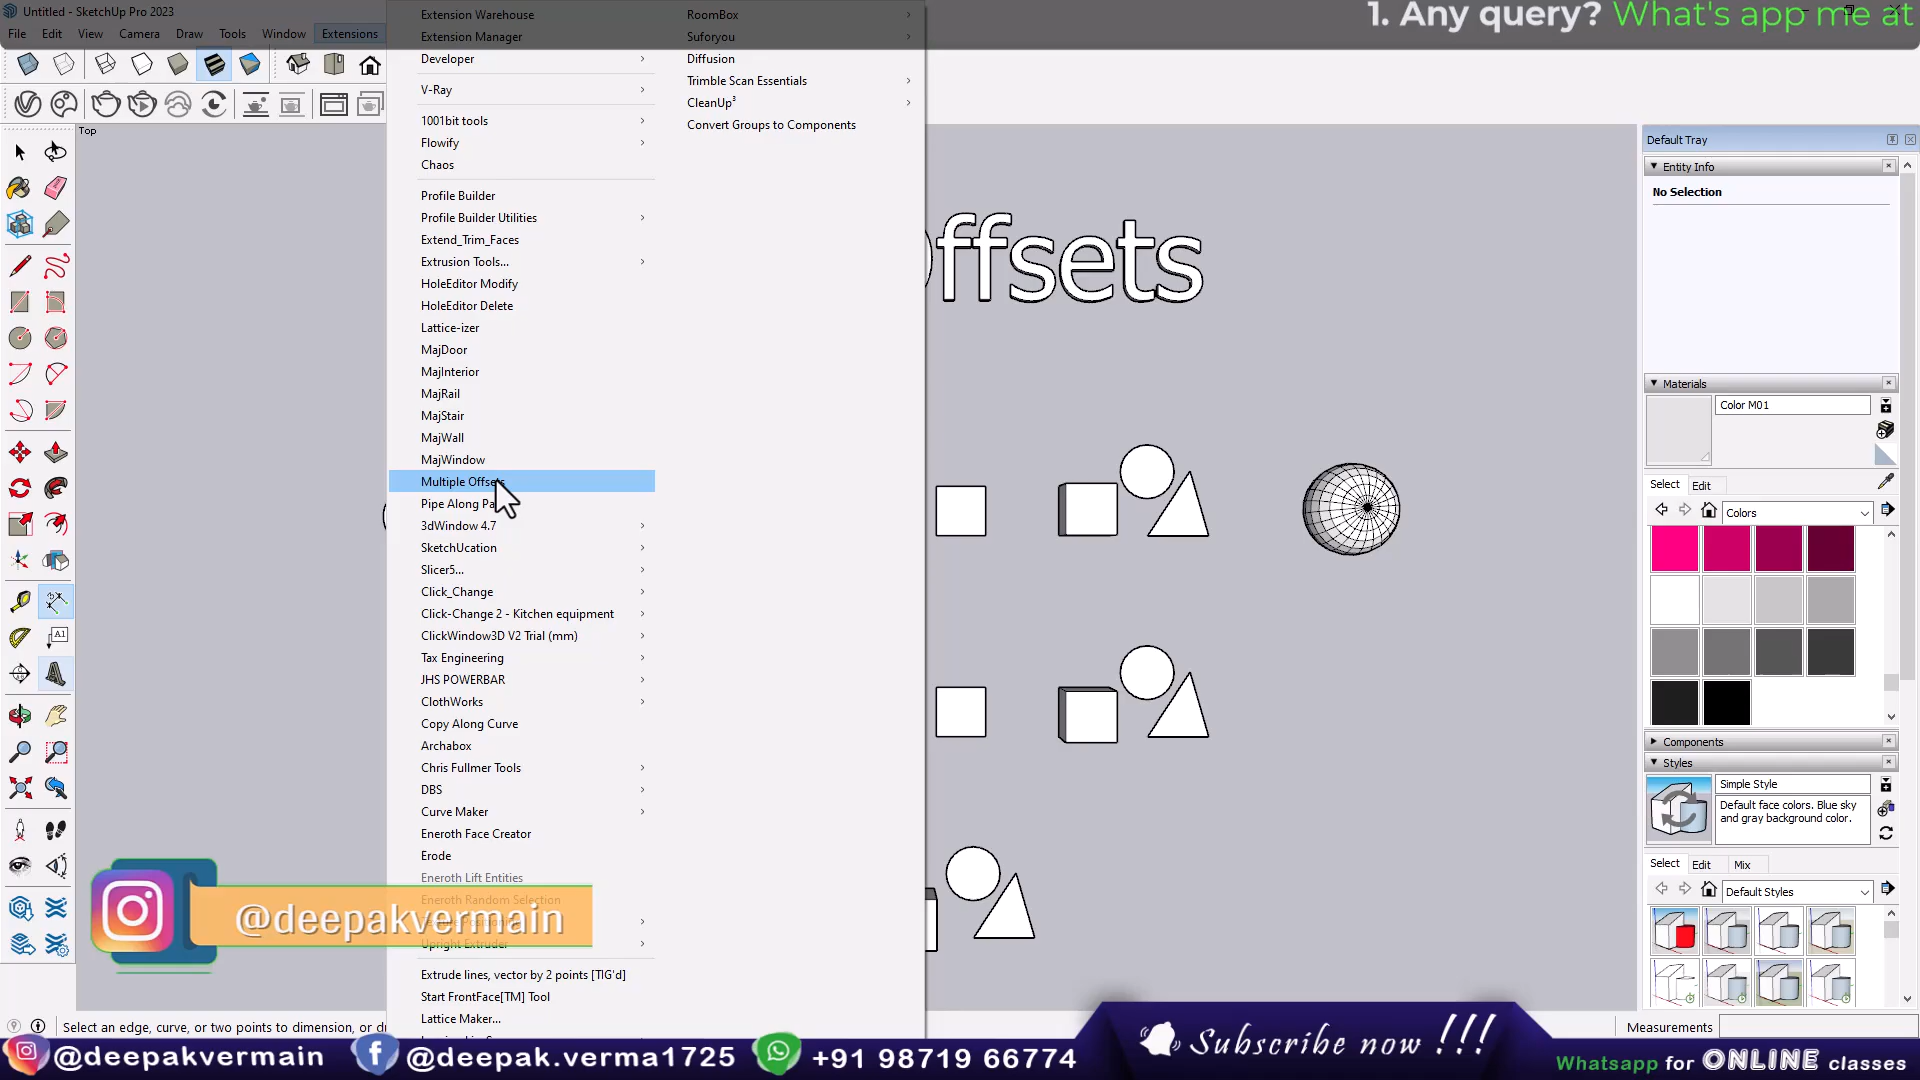 Untitled - SketchUp Pro 2023
1. Any query? What's app me at
File Edit View Camera Draw Tools Window Extensions
Extension Warehouse
Extension Manager
Developer
V-Ray
1001bit tools
Flowify
Chaos
Profile Builder
Profile Builder Utilities
Extend_Trim_Faces
Extrusion Tools...
HoleEditor Modify
HoleEditor Delete
Lattice-izer
MajDoor
MajInterior
MajRail
MajStair
MajWall
MajWindow
Multiple Offsets
Pipe Along
3dWindow 4.7
SketchUcation
Slicer5...
Click_Change
Click-Change 2 - Kitchen equipment
ClickWindow3D V2 Trial (mm)
Tax Engineering
JHS POWERBAR
ClothWorks
Copy Along Curve
Archabox
Chris Fullmer Tools
DBS
Curve Maker
Eneroth Face Creator
Erode
Eneroth Lift Entities
Eneroth Random Selection
Upright Extruder
Extrude lines, vector by 2 points [TIG'd]
Start FrontFace[TM] Tool
Lattice Maker...
RoomBox
Suforyou
Diffusion
Trimble Scan Essentials
CleanUp³
Convert Groups to Components
Top
ffsets
A1
Default Tray
Entity Info
No Selection
Materials
Color M01
Select Edit
Colors
Components
Styles
Simple Style
Default face colors. Blue sky
and gray background color.
Select Edit Mix
Default Styles
@deepakvermain
Select an edge, curve, or two points to dimension, or
Measurements
@deepakvermain @deepak.verma1725 +91 98719 66774
Subscribe now !!!
Whatsapp for ONLINE classes